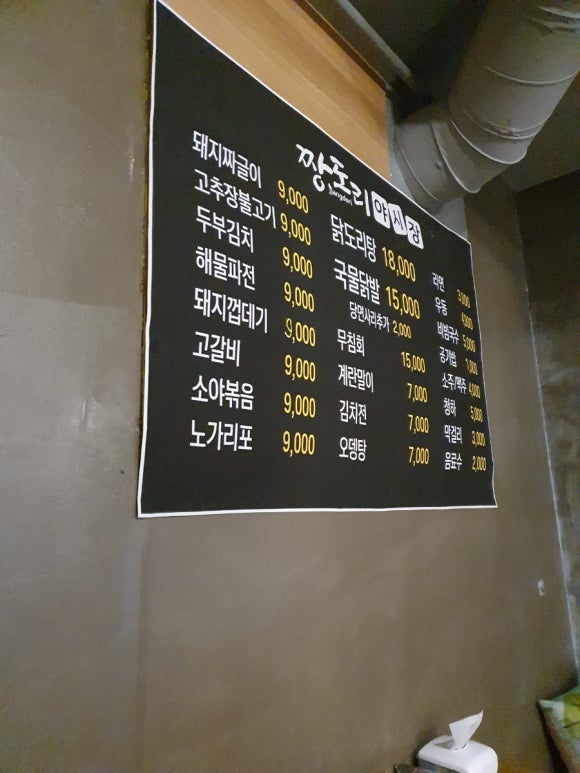 짱도리야시장
Jjangdori
돼지짜글이 9,000
고추장불고기 9,000
두부김치 9,000
해물파전 9,000
돼지껍데기 9,000
고갈비 9,000
소야볶음 9,000
노가리포 9,000
닭도리탕 18,000
국물닭발 15,000
당면사리추가 2,000
무침회 15,000
계란말이 7,000
김치전 7,000
오뎅탕 7,000
라면 3,000
우동 4,000
비빔국수 5,000
공기밥 1,000
소주/맥주 4,000
청하 5,000
막걸리 3,000
음료수 2,000